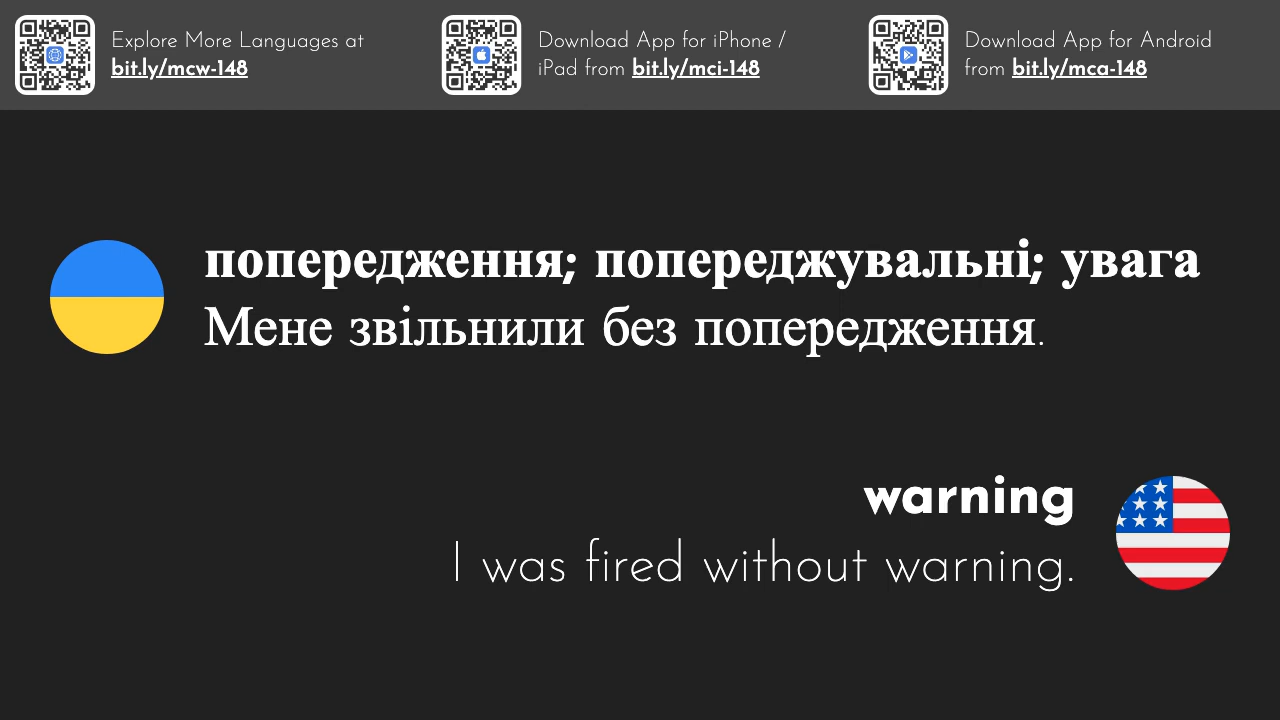 Explore More Languages at
bit.ly/mcw-148
Download App for iPhone /
iPad from bit.ly/mci-148
Download App for Android
from bit.ly/mca-148
попередження; попереджувальні; увага
Мене звільнили без попередження.
warning
I was fired without warning.